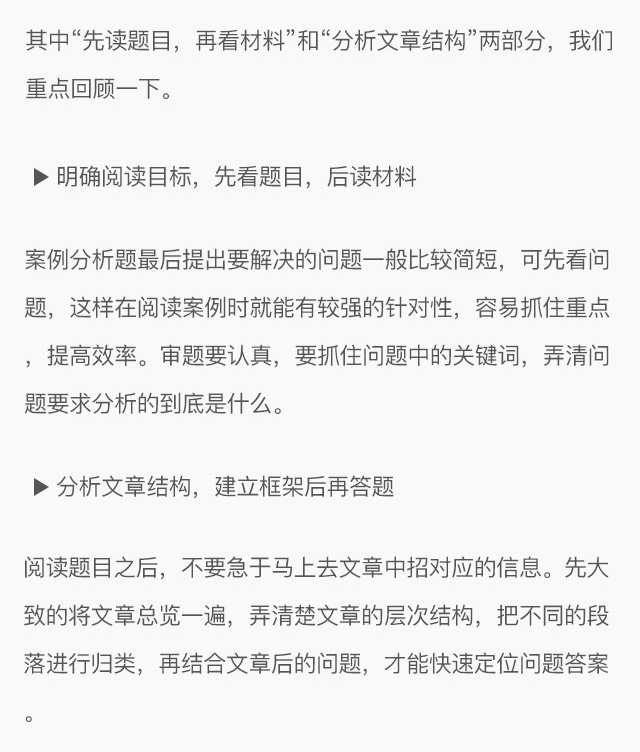 其中“先读题目，再看材料”和“分析文章结构”两部分，我们
重点回顾一下。
▶ 明确阅读目标，先看题目，后读材料
案例分析题最后提出要解决的问题一般比较简短，可先看问
题，这样在阅读案例时就能有较强的针对性，容易抓住重点
，提高效率。审题要认真，要抓住问题中的关键词，弄清问
题要求分析的到底是什么。
▶ 分析文章结构，建立框架后再答题
阅读题目之后，不要急于马上去文章中招对应的信息。先大
致的将文章总览一遍，弄清楚文章的层次结构，把不同的段
落进行归类，再结合文章后的问题，才能快速定位问题答案
。